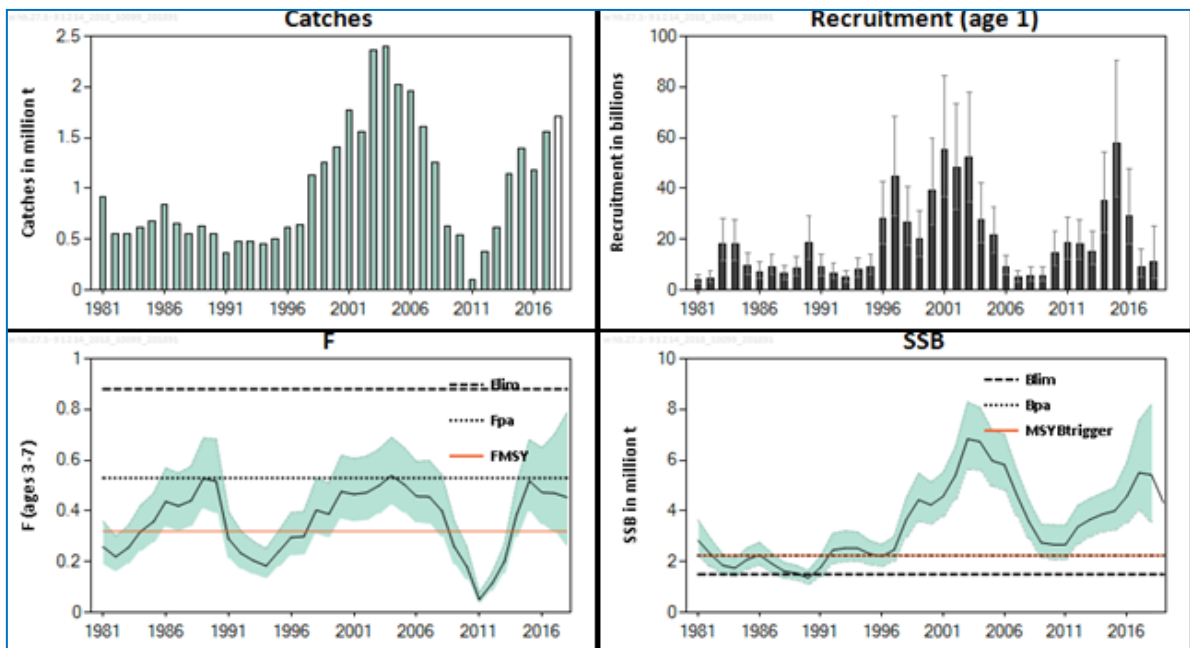 Catches
2.5
2
1.5
1
0.5
0
Catches in million t
1981 1986 1991 1996 2001 2006 2011 2016
Recruitment (age 1)
100
80
60
40
20
0
Recruitment in billions
1981 1986 1991 1996 2001 2006 2011 2016
F
1
0.8
0.6
0.4
0.2
0
F (ages 3-7)
Fpa
FMSY
1981 1986 1991 1996 2001 2006 2011 2016
SSB
10
8
6
4
2
0
SSB in million t
Blim
Bpa
MSYBtrigger
1981 1986 1991 1996 2001 2006 2011 2016